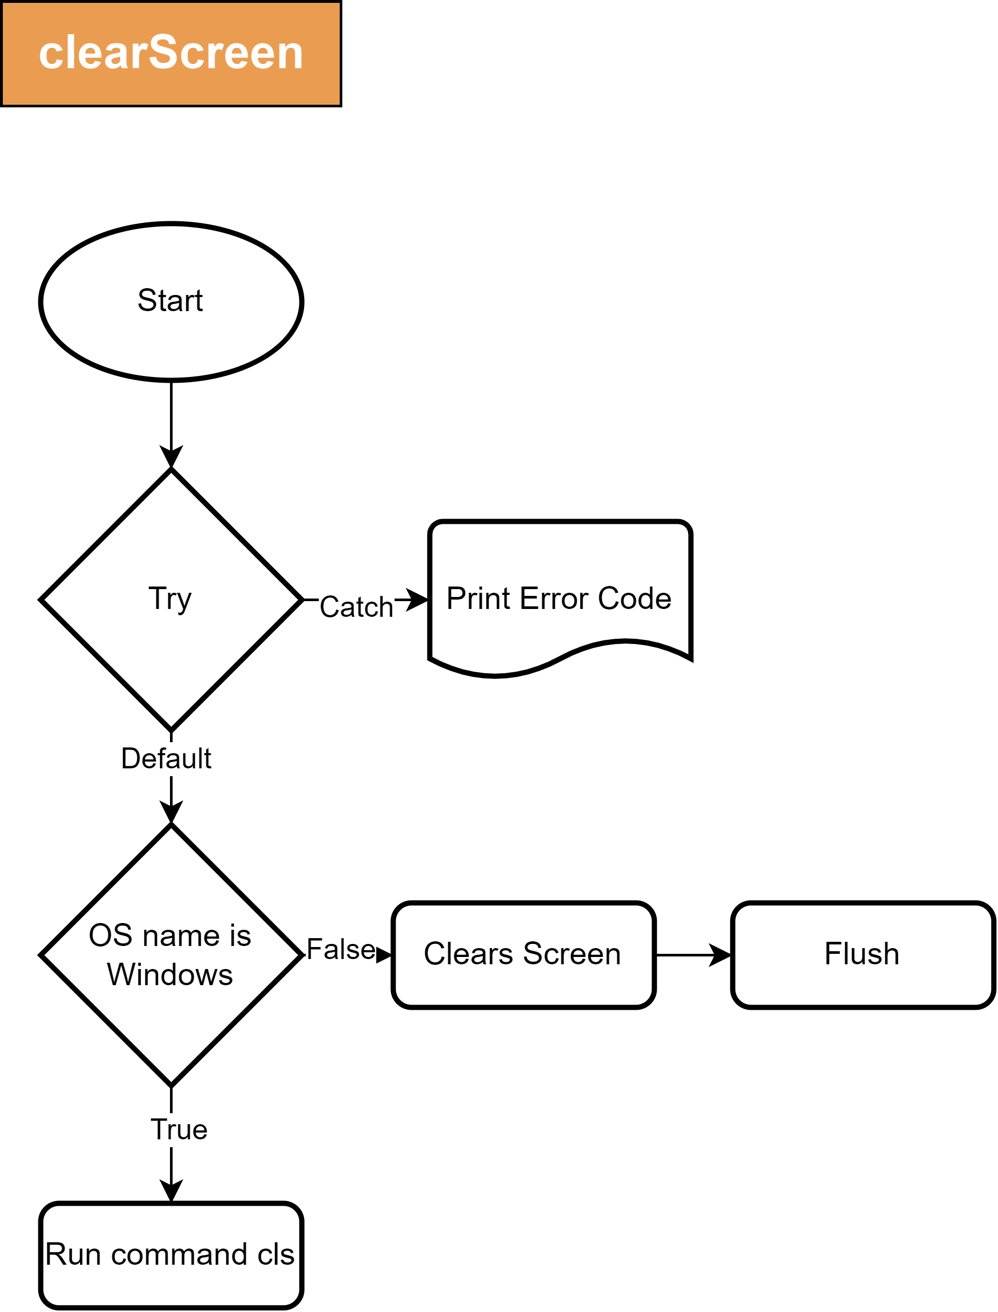 clearScreen
Start
Try
Catch
Print Error Code
Default
OS name is
Windows
False
Clears Screen
Flush
True
Run command cls